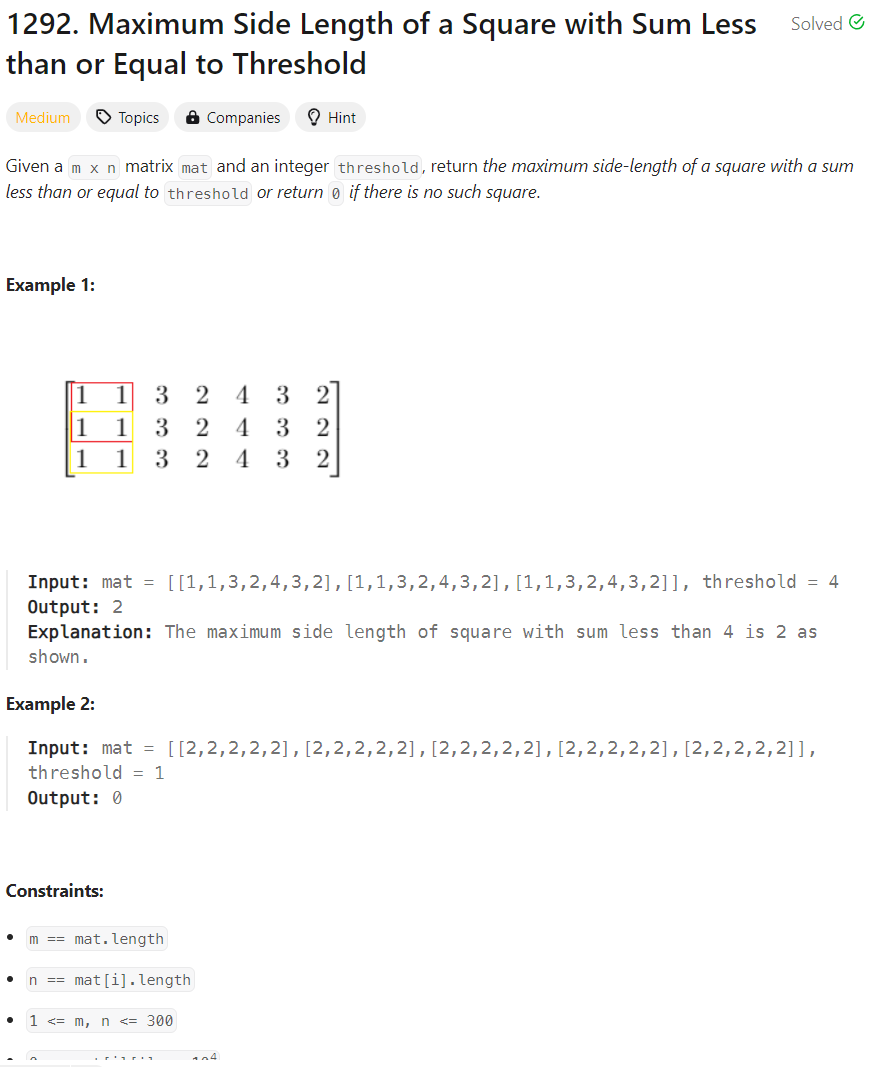 1292. Maximum Side Length of a Square with Sum Less
than or Equal to Threshold
Solved
Medium Topics Companies Hint
Given a m x n matrix mat and an integer threshold, return the maximum side-length of a square with a sum
less than or equal to threshold or return 0 if there is no such square.
Example 1:
1 1 3 2 4 3 2
1 1 3 2 4 3 2
1 1 3 2 4 3 2
Input: mat = [[1,1,3,2,4,3,2],[1,1,3,2,4,3,2],[1,1,3,2,4,3,2]], threshold = 4
Output: 2
Explanation: The maximum side length of square with sum less than 4 is 2 as
shown.
Example 2:
Input: mat = [[2,2,2,2,2],[2,2,2,2,2],[2,2,2,2,2],[2,2,2,2,2],[2,2,2,2,2]],
threshold = 1
Output: 0
Constraints:
m == mat.length
n == mat[i].length
1 <= m, n <= 300